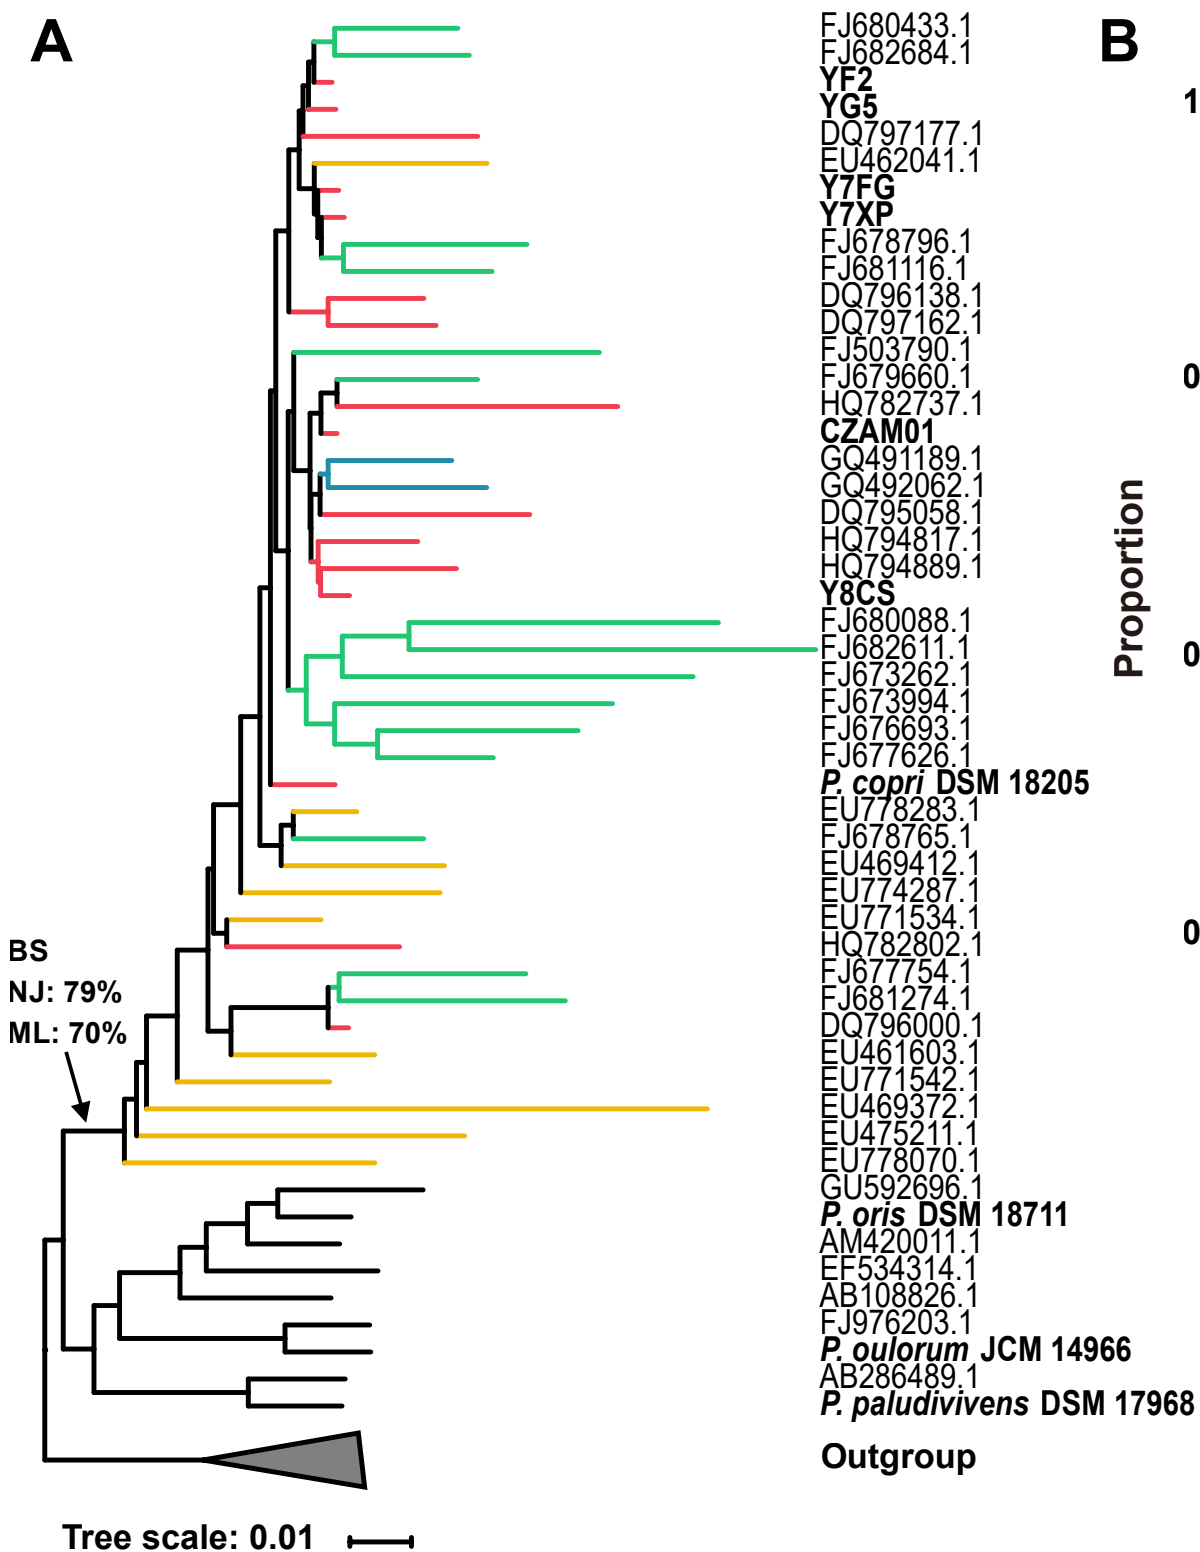 A
FJ680433.1
FJ682684.1
YF2
YG5
DQ797177.1
EU462041.1
Y7FG
Y7XP
FJ678796.1
FJ681116.1
DQ796138.1
DQ797162.1
FJ503790.1
FJ679660.1
HQ782737.1
CZAM01
GQ491189.1
GQ492062.1
DQ795058.1
HQ794817.1
HQ794889.1
Y8CS
FJ680088.1
FJ682611.1
FJ673262.1
FJ673994.1
FJ676693.1
FJ677626.1
P. copri DSM 18205
EU778283.1
FJ678765.1
EU469412.1
EU774287.1
EU771534.1
HQ782802.1
FJ677754.1
FJ681274.1
DQ796000.1
EU461603.1
EU771542.1
EU469372.1
EU475211.1
EU778070.1
GU592696.1
P. oris DSM 18711
AM420011.1
EF534314.1
AB108826.1
FJ976203.1
P. oulorum JCM 14966
AB286489.1
P. paludivivens DSM 17968
Outgroup
BS
NJ: 79%
ML: 70%
Tree scale: 0.01
B
Proportion
1
0
0
0